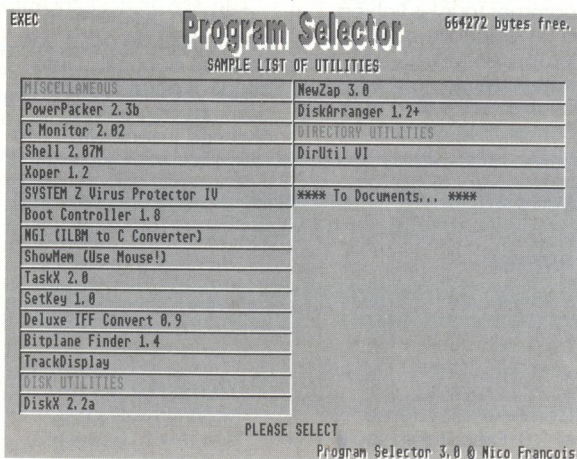 EXEC
Program Selector
664272 bytes free.
SAMPLE LIST OF UTILITIES
MISCELLANEOUS
PowerPacker 2.3b
C Monitor 2.02
Shell 2.07M
Xoper 1.2
SYSTEM Z Virus Protector IV
Boot Controller 1.8
NGI (ILBM to C Converter)
ShowMem (Use Mouse!)
TaskX 2.0
SetKey 1.0
Deluxe IFF Convert 0.9
Bitplane Finder 1.4
TrackDisplay
DISK UTILITIES
DiskX 2.2a
NewZap 3.0
DiskArranger 1.2+
DIRECTORY UTILITIES
DirUtil VI
**** To Documents... ****
PLEASE SELECT
Program Selector 3.0 © Nico François